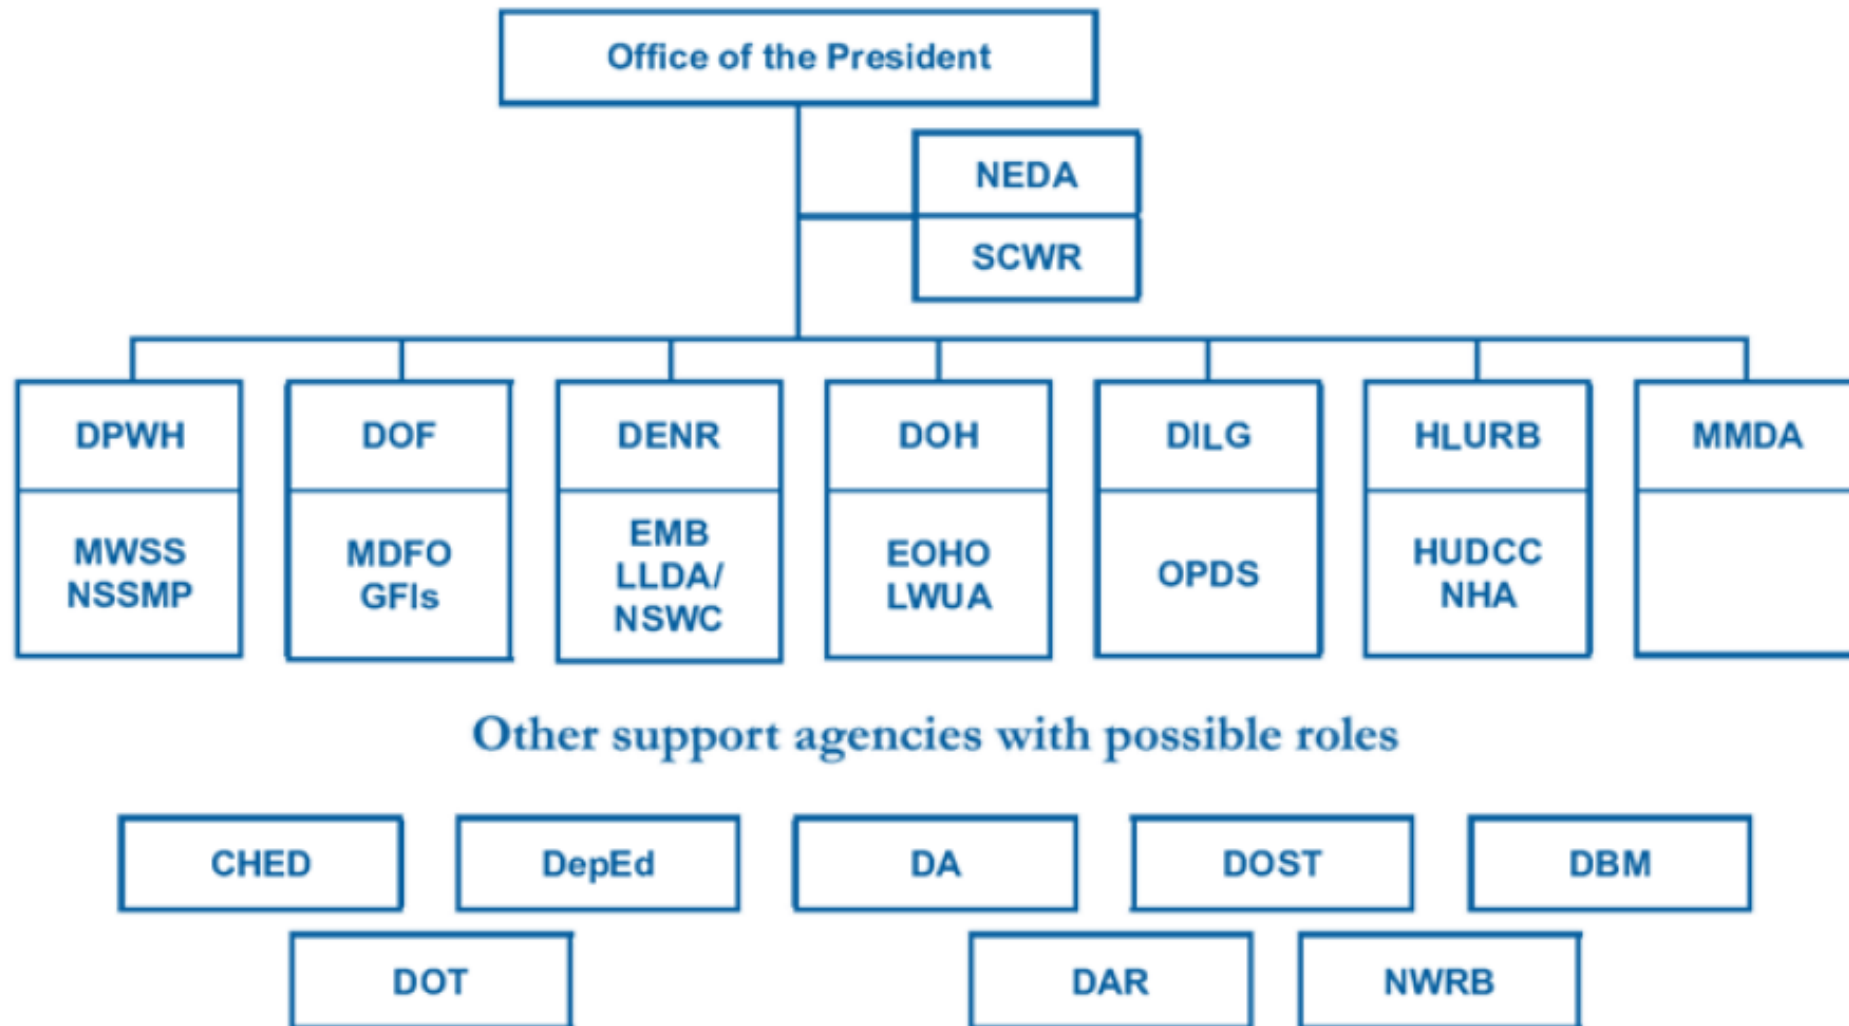 Office of the President
NEDA
SCWR
DPWH
DOF
DENR
DOH
DILG
HLURB
MMDA
MWSS
NSSMP
MDFO
GFIs
EMB
LLDA/
NSWC
EOHO
LWUA
OPDS
HUDCC
NHA
Other support agencies with possible roles
CHED
DepEd
DA
DOST
DBM
DOT
DAR
NWRB